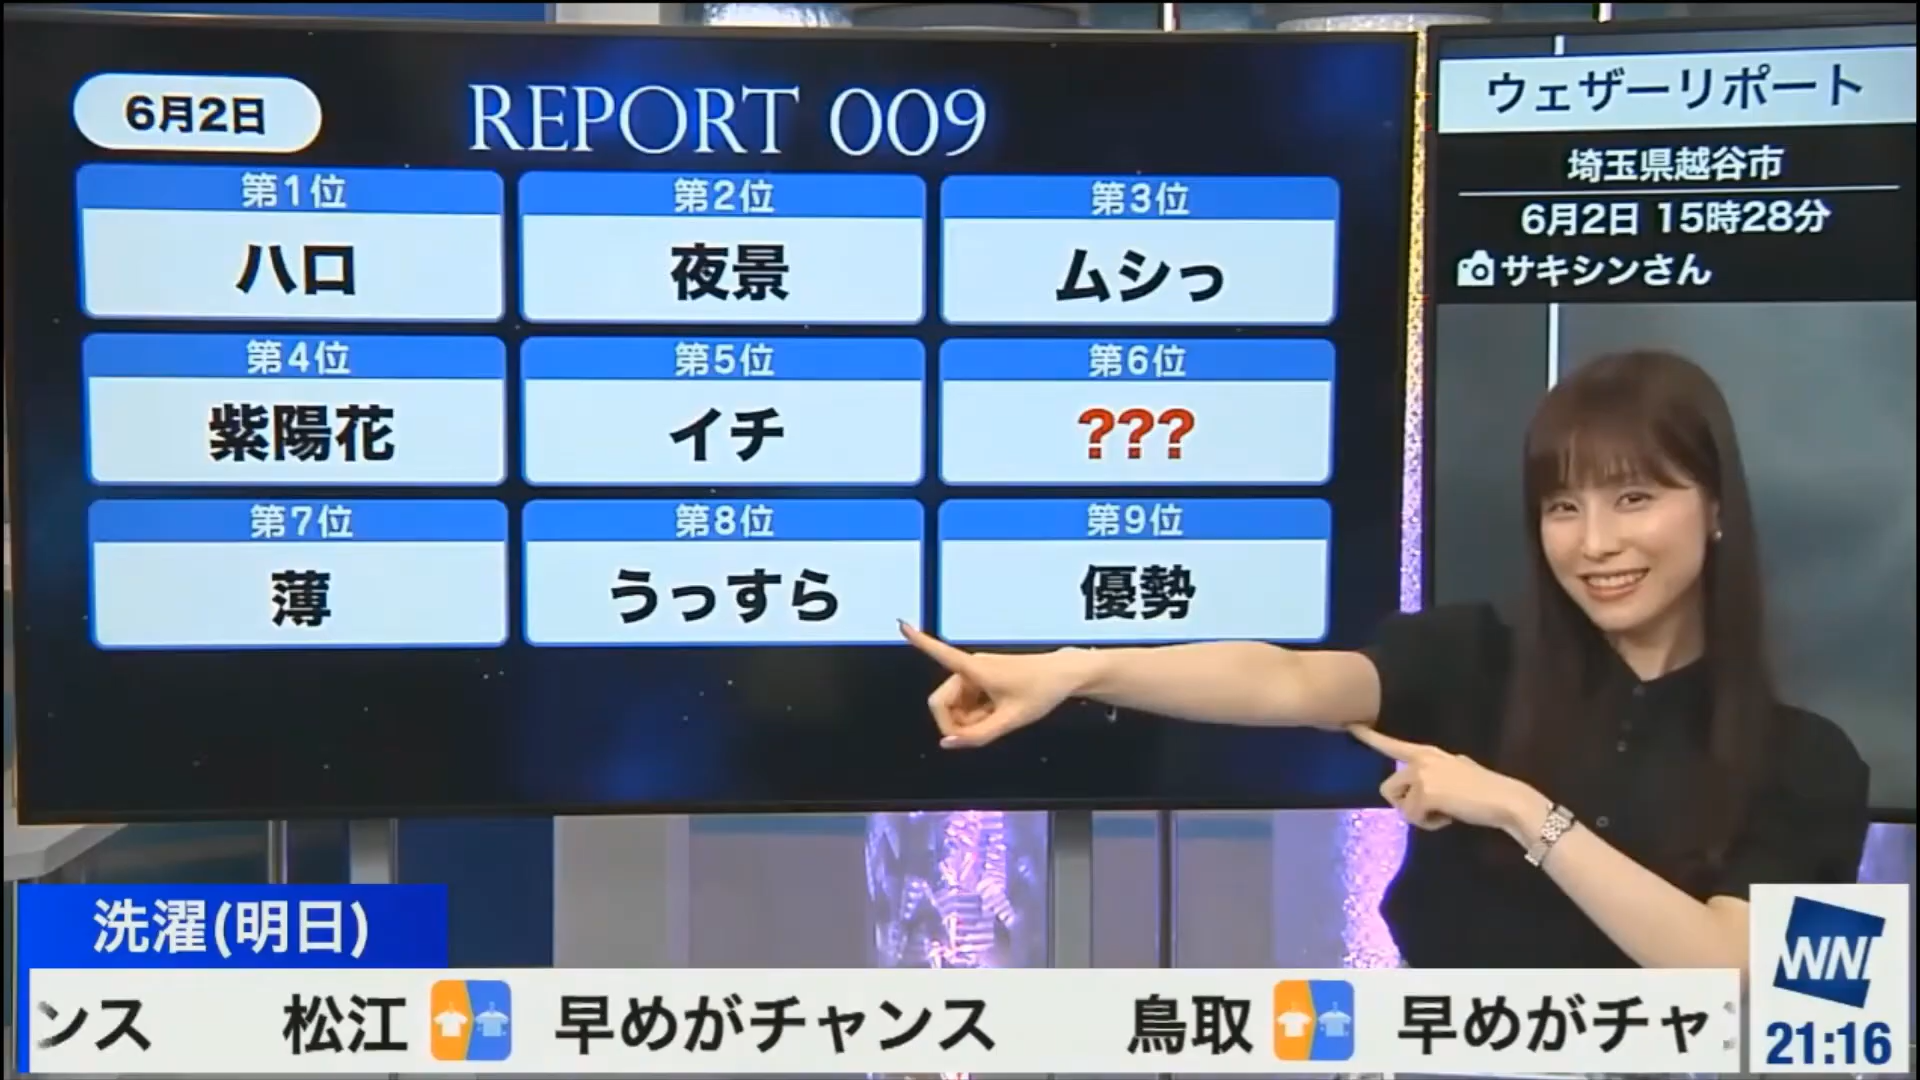 6月2日
REPORT 009
第1位
ハロ
第2位
夜景
第3位
ムシっ
第4位
紫陽花
第5位
イチ
第6位
???
第7位
薄
第8位
うっすら
第9位
優勢
ウェザーリポート
埼玉県越谷市
6月2日 15時28分
サキシンさん
洗濯(明日)
ンス 松江 早めがチャンス 鳥取 早めがチャ
WNI
21:16